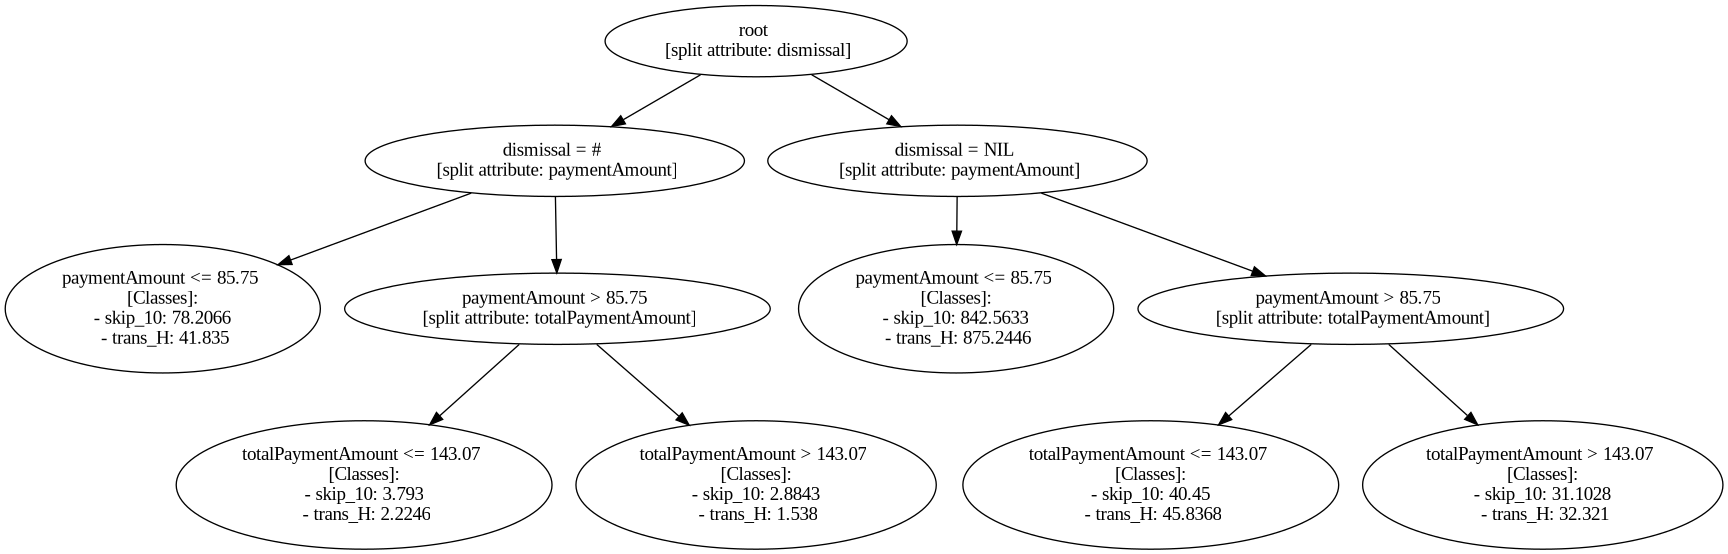 root
[split attribute: dismissal]
dismissal = #
[split attribute: paymentAmount]
dismissal = NIL
[split attribute: paymentAmount]
paymentAmount <= 85.75
[Classes]:
- skip_10: 78.2066
- trans_H: 41.835
paymentAmount > 85.75
[split attribute: totalPaymentAmount]
paymentAmount <= 85.75
[Classes]:
- skip_10: 842.5633
- trans_H: 875.2446
paymentAmount > 85.75
[split attribute: totalPaymentAmount]
totalPaymentAmount <= 143.07
[Classes]:
- skip_10: 3.793
- trans_H: 2.2246
totalPaymentAmount > 143.07
[Classes]:
- skip_10: 2.8843
- trans_H: 1.538
totalPaymentAmount <= 143.07
[Classes]:
- skip_10: 40.45
- trans_H: 45.8368
totalPaymentAmount > 143.07
[Classes]:
- skip_10: 31.1028
- trans_H: 32.321